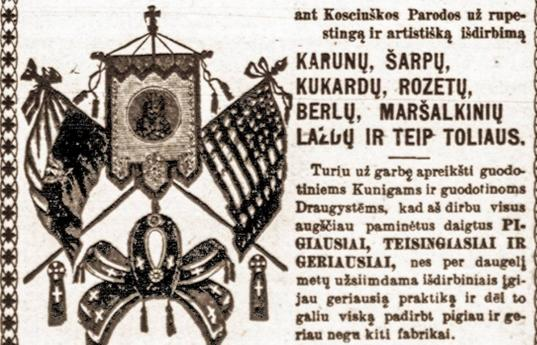 ant Kosciuškos Parodos už rupe-
stingą ir artistišką išdirbimą
KARUNŲ, ŠARPŲ,
KUKARDŲ, ROZETŲ,
BERLŲ, MARŠALKINIŲ
LAZDŲ IR TEIP TOLIAUS.
Turiu už garbę apreikšti guodo-
tiniems Kunigams ir guodotinoms
Draugystėms, kad aš dirbu visus
augščiau paminėtus daigtus PI-
GIAUSIAI, TEISINGIASIAI IR
GERIAUSIAI, nes per daugelį
metų užsiimdama išdirbiniais įgi-
jau geriausią praktiką ir dėl to
galiu viską padirbt pigiau ir ge-
riau negu kiti fabrikai.